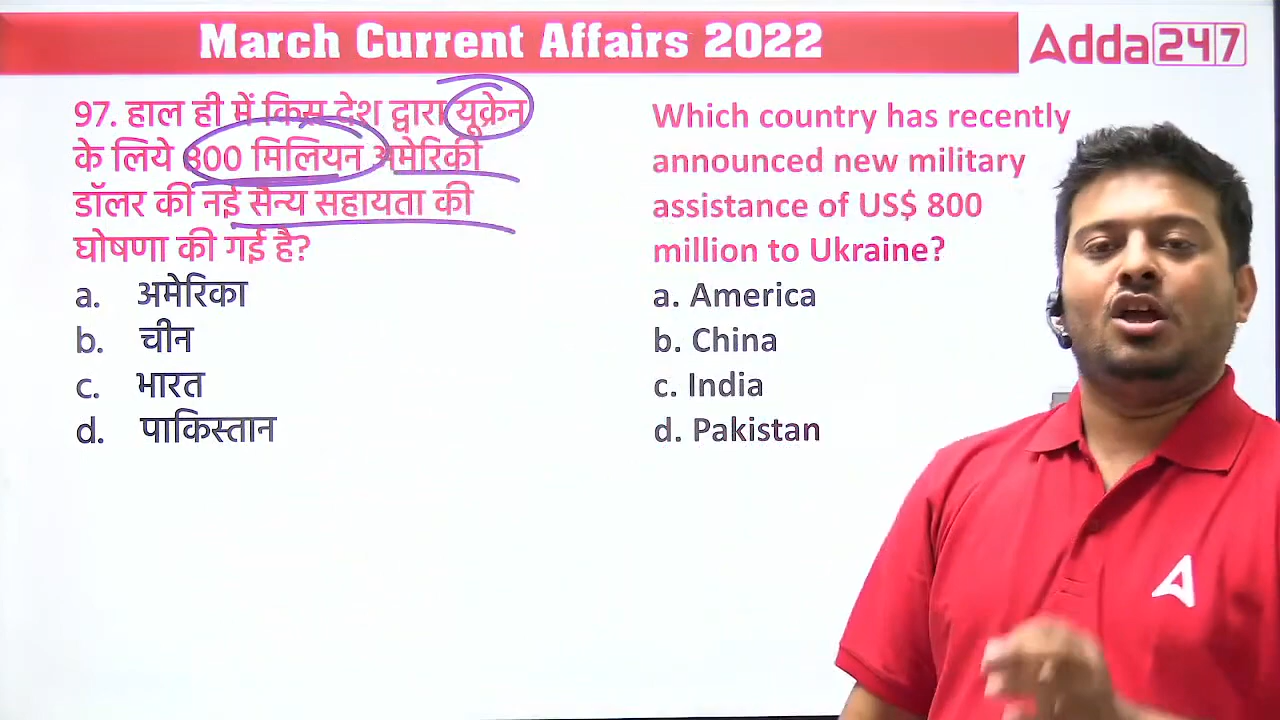 March Current Affairs 2022
Adda247
97. हाल ही में किस देश द्वारा यूक्रेन
के लिये 800 मिलियन अमेरिकी
डॉलर की नई सैन्य सहायता की
घोषणा की गई है?
a. अमेरिका
b. चीन
c. भारत
d. पाकिस्तान
Which country has recently
announced new military
assistance of US$ 800
million to Ukraine?
a. America
b. China
c. India
d. Pakistan